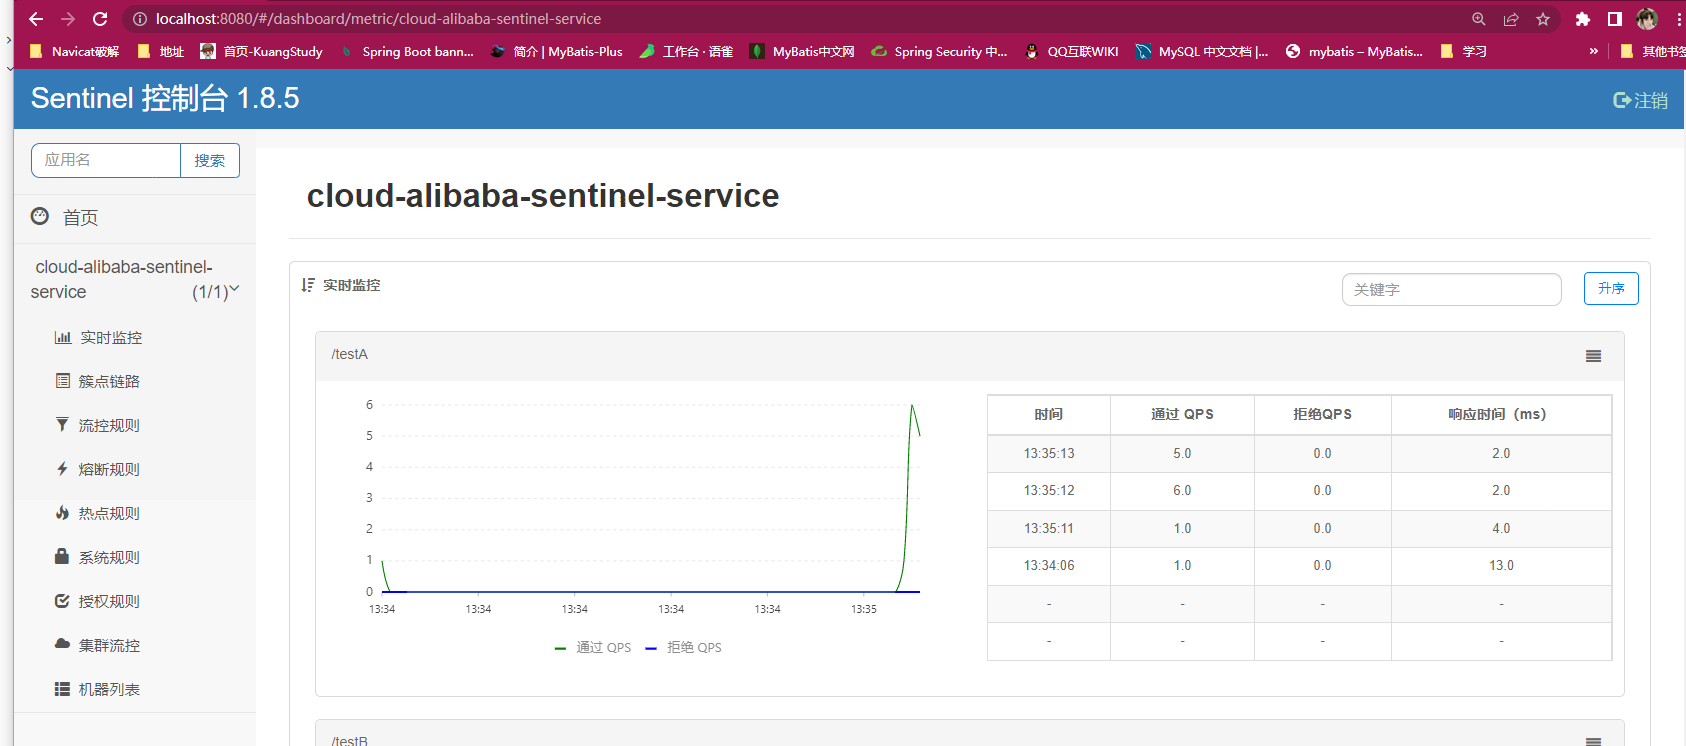 localhost:8080/#/dashboard/metric/cloud-alibaba-sentinel-service
Navicat破解 地址 首页-KuangStudy Spring Boot bann... 简介 | MyBatis-Plus 工作台 · 语雀 MyBatis中文网 Spring Security 中... QQ互联WIKI MySQL 中文文档 |... mybatis – MyBatis... 学习 » 其他书签
Sentinel 控制台 1.8.5 注销
应用名 搜索
首页
cloud-alibaba-sentinel-
service (1/1)
实时监控
簇点链路
流控规则
熔断规则
热点规则
系统规则
授权规则
集群流控
机器列表
cloud-alibaba-sentinel-service
实时监控 关键字 升序
/testA
6
5
4
3
2
1
0
13:34 13:34 13:34 13:34 13:34 13:35
通过 QPS 拒绝 QPS
时间 通过 QPS 拒绝QPS 响应时间（ms）
13:35:13 5.0 0.0 2.0
13:35:12 6.0 0.0 2.0
13:35:11 1.0 0.0 4.0
13:34:06 1.0 0.0 13.0
- - - -
- - - -
/testB